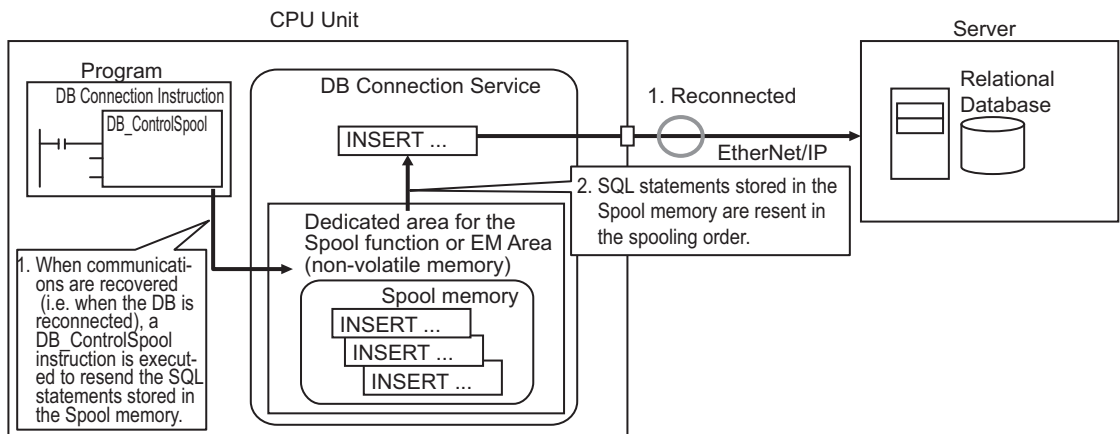 CPU Unit
Server
Program
DB Connection Instruction
DB_ControlSpool
DB Connection Service
INSERT ...
1. Reconnected
EtherNet/IP
Relational
Database
2. SQL statements stored in the
Spool memory are resent in
the spooling order.
Dedicated area for the
Spool function or EM Area
(non-volatile memory)
Spool memory
INSERT ...
INSERT ...
INSERT ...
1. When communicati-
ons are recovered
(i.e. when the DB is
reconnected), a
DB_ControlSpool
instruction is execut-
ed to resend the SQL
statements stored in
the Spool memory.